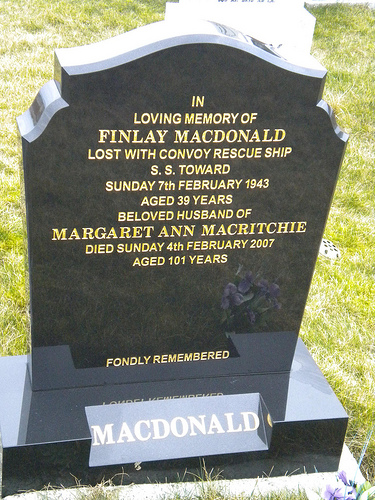 IN
LOVING MEMORY OF
FINLAY MACDONALD
LOST WITH CONVOY RESCUE SHIP
S. S. TOWARD
SUNDAY 7th FEBRUARY 1943
AGED 39 YEARS
BELOVED HUSBAND OF
MARGARET ANN MACRITCHIE
DIED SUNDAY 4th FEBRUARY 2007
AGED 101 YEARS
FONDLY REMEMBERED
MACDONALD